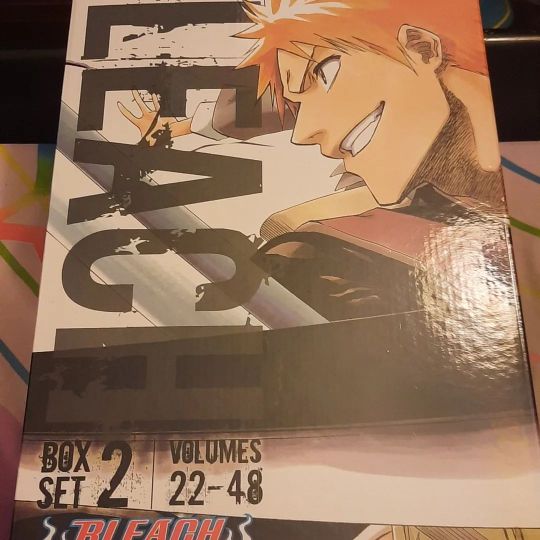 LEACH
BOX SET 2
VOLUMES 22-48
BLEACH